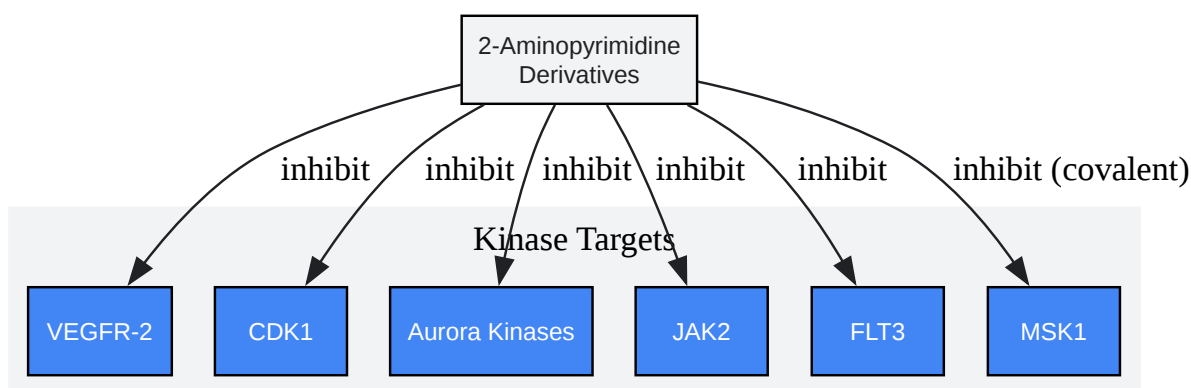 2-Aminopyrimidine
Derivatives
inhibit
inhibit
inhibit
inhibit
inhibit
inhibit (covalent)
Kinase Targets
VEGFR-2
CDK1
Aurora Kinases
JAK2
FLT3
MSK1